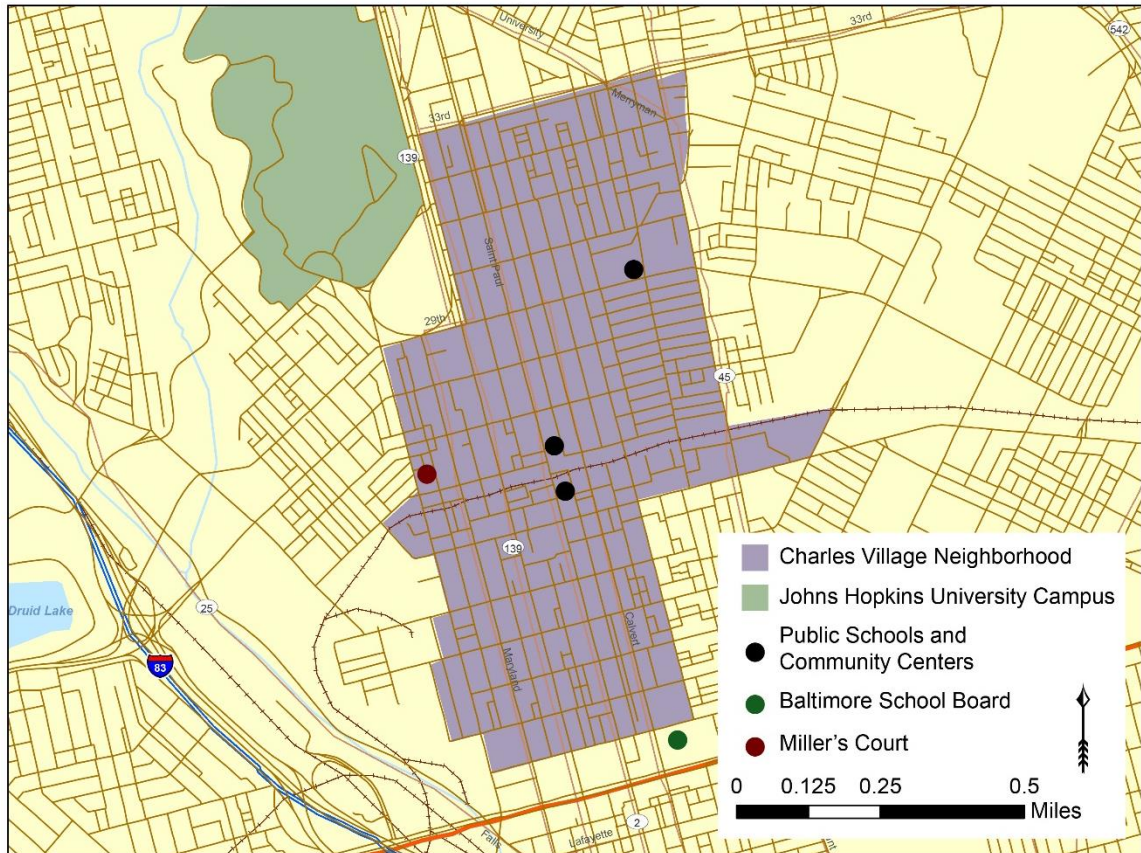 University
33rd
542
Merryman
33rd
139
Saint Paul
29th
45
139
Druid Lake
25
Calvert
83
Maryland
2
Falls
Lafayette
Charles Village Neighborhood
Johns Hopkins University Campus
Public Schools and
Community Centers
Baltimore School Board
Miller's Court
0 0.125 0.25 0.5
Miles